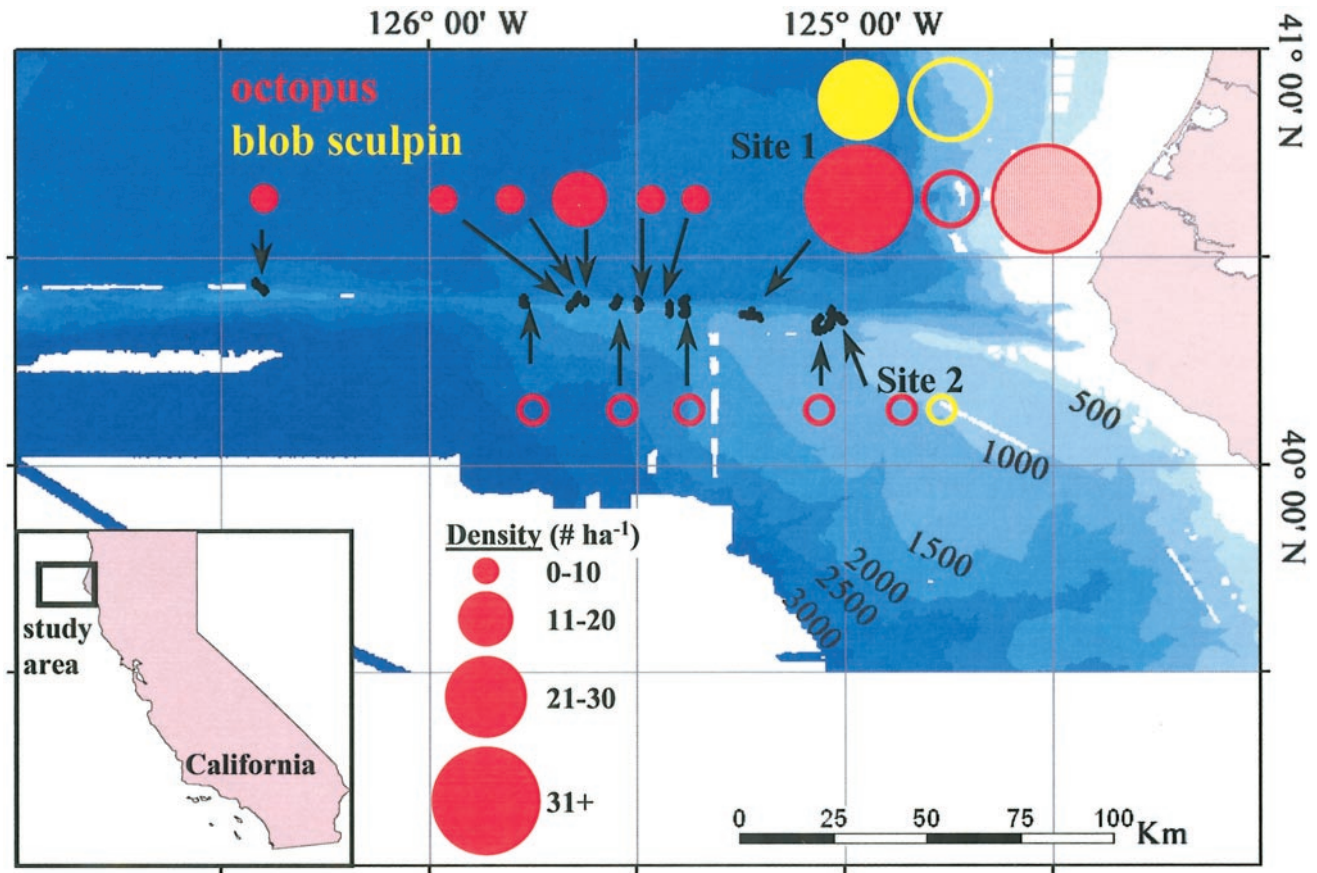 126° 00' W
125° 00' W
41° 00' N
octopus
blob sculpin
Site 1
Site 2
500
1000
40° 00' N
1500
2000
2500
3000
Density (# ha-1)
0-10
11-20
21-30
31+
study
area
California
0 25 50 75 100 Km